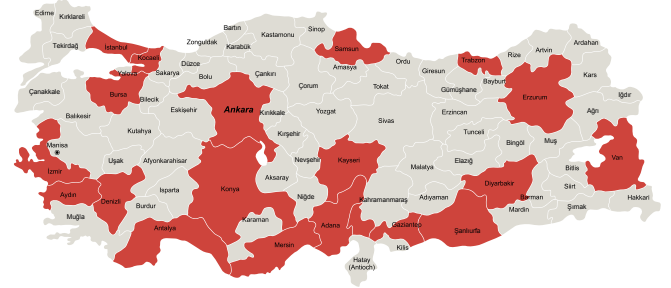 Edirne
Kırklareli
Tekirdağ
İstanbul
Kocaeli
Yalova
Sakarya
Düzce
Zonguldak
Bartın
Karabük
Kastamonu
Sinop
Samsun
Amasya
Ordu
Giresun
Trabzon
Rize
Artvin
Ardahan
Kars
Iğdır
Bayburt
Gümüşhane
Erzurum
Ağrı
Çanakkale
Balıkesir
Bursa
Bilecik
Bolu
Çankırı
Çorum
Tokat
Eskişehir
Ankara
Kırıkkale
Yozgat
Sivas
Erzincan
Kutahya
Kırşehir
Tunceli
Bingöl
Muş
Van
Manisa
Uşak
Afyonkarahisar
Nevşehir
Kayseri
Malatya
Elazığ
Bitlis
İzmir
Aksaray
Diyarbakir
Siirt
Aydın
Denizli
Isparta
Konya
Niğde
Kahramanmaraş
Adıyaman
Batman
Hakkari
Muğla
Burdur
Karaman
Mardin
Şırnak
Antalya
Mersin
Adana
Gaziantep
Şanlıurfa
Kilis
Hatay
(Antioch)